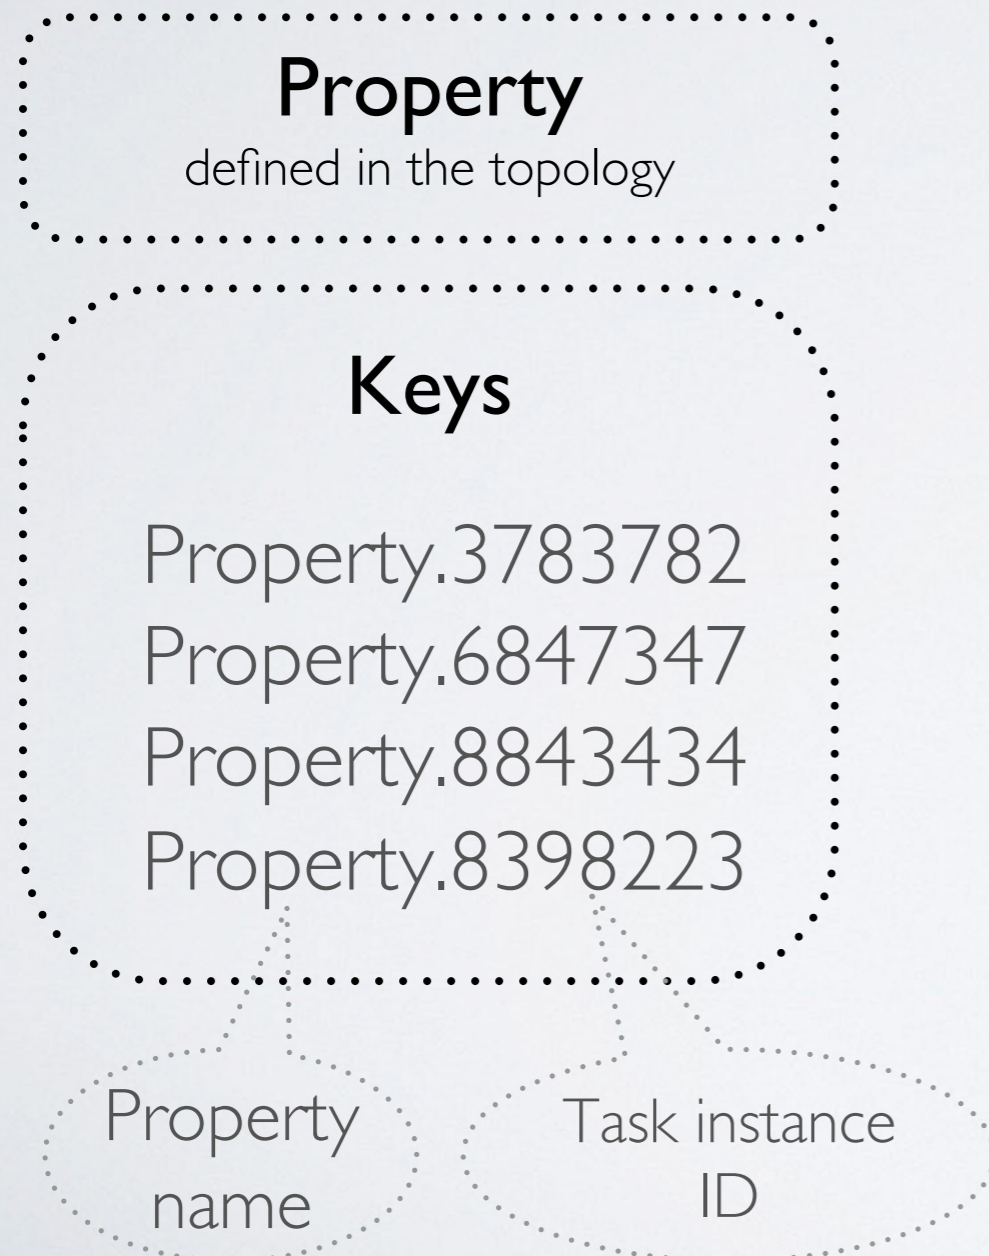 Property
defined in the topology
Keys
Property.3783782
Property.6847347
Property.8843434
Property.8398223
Property
name
Task instance
ID